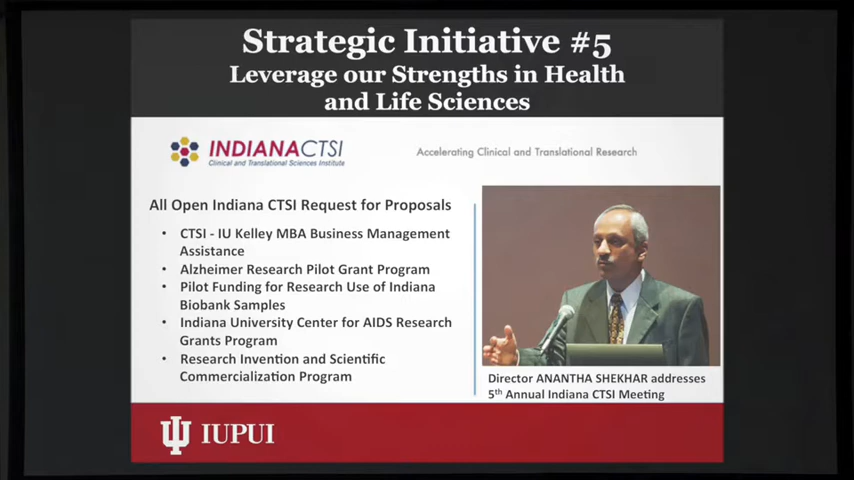 Strategic Initiative #5
Leverage our Strengths in Health
and Life Sciences
INDIANACTSI
Clinical and Translational Sciences Institute
Accelerating Clinical and Translational Research
All Open Indiana CTSI Request for Proposals
• CTSI - IU Kelley MBA Business Management
Assistance
• Alzheimer Research Pilot Grant Program
• Pilot Funding for Research Use of Indiana
Biobank Samples
• Indiana University Center for AIDS Research
Grants Program
• Research Invention and Scientific
Commercialization Program
Director ANANTHA SHEKHAR addresses
5th Annual Indiana CTSI Meeting
IUPUI